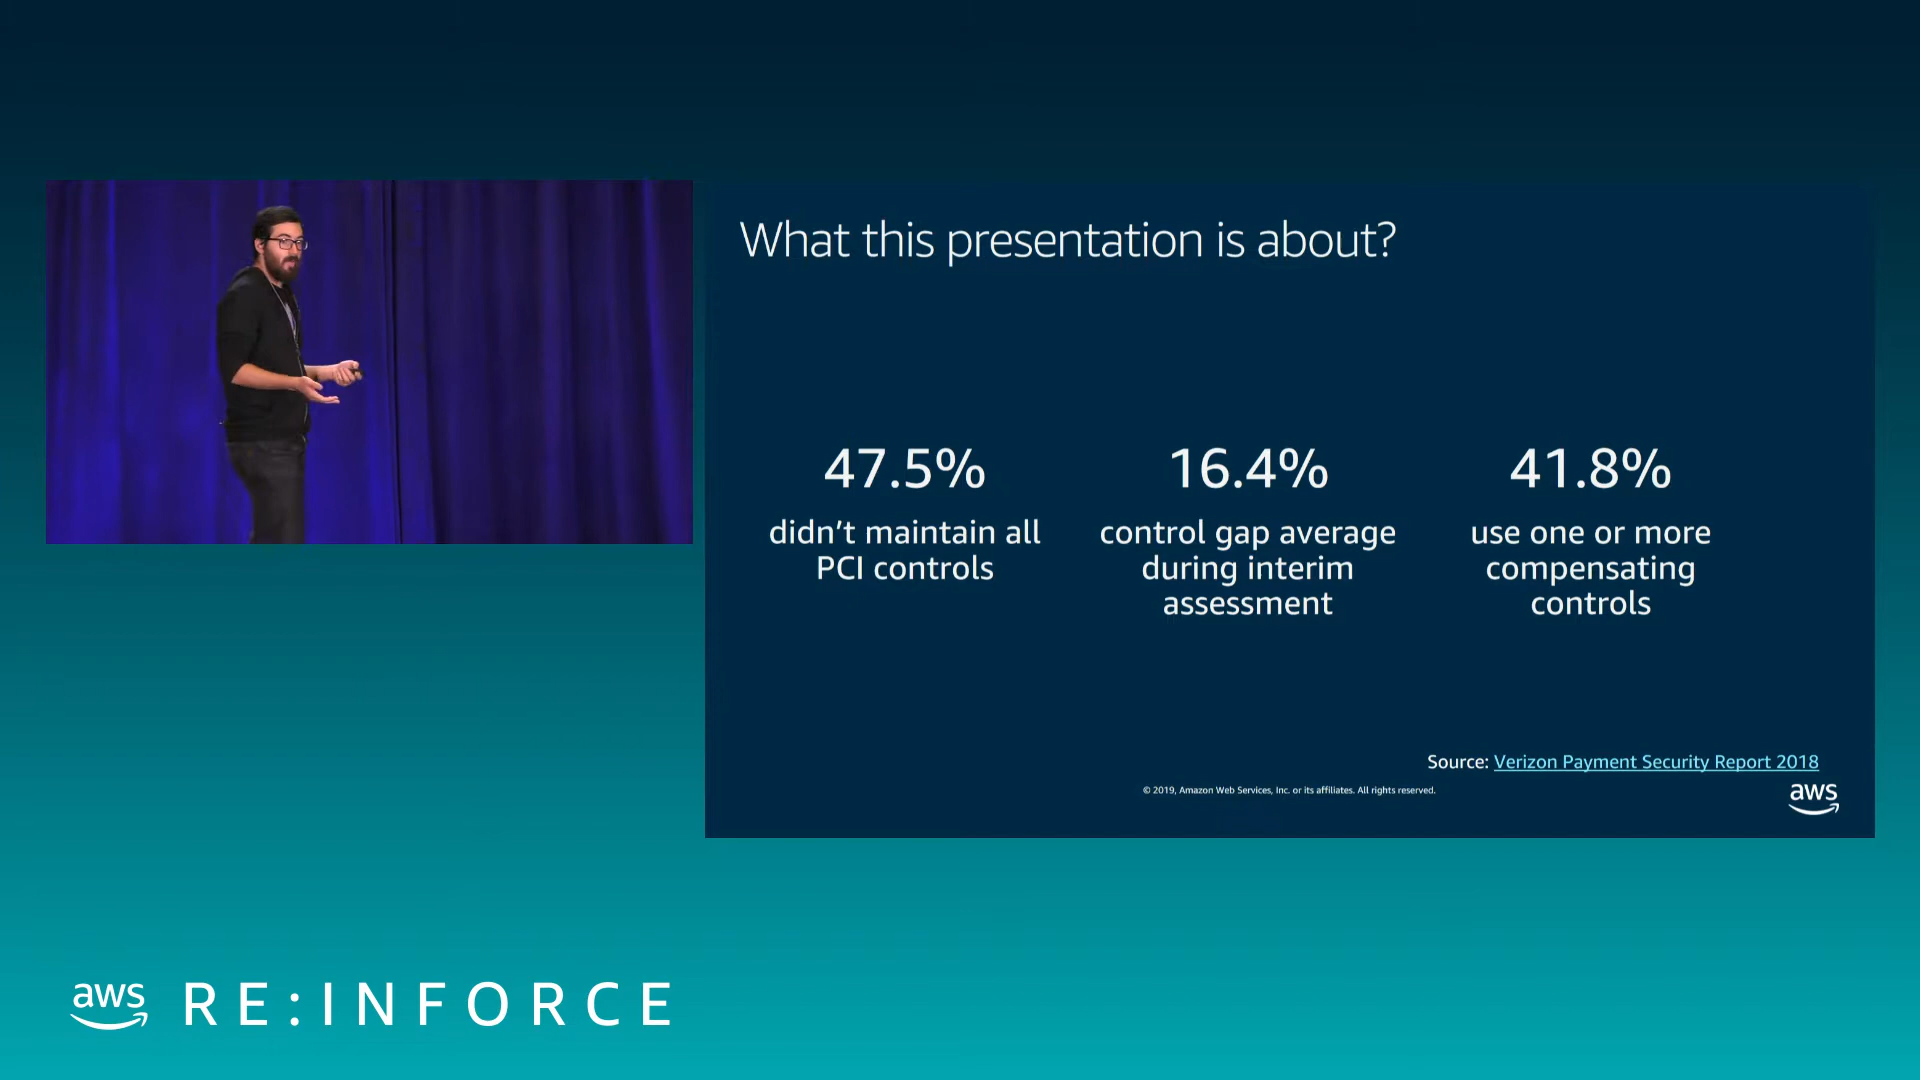 What this presentation is about?
47.5%
didn't maintain all
PCI controls
16.4%
control gap average
during interim
assessment
41.8%
use one or more
compensating
controls
Source: Verizon Payment Security Report 2018
© 2019, Amazon Web Services, Inc. or its affiliates. All rights reserved.
aws
aws RE:INFORCE